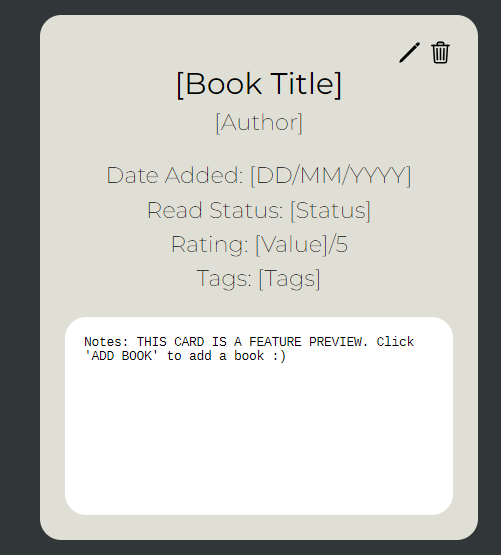 [Book Title]
[Author]
Date Added: [DD/MM/YYYY]
Read Status: [Status]
Rating: [Value]/5
Tags: [Tags]
Notes: THIS CARD IS A FEATURE PREVIEW. Click
'ADD BOOK' to add a book :)